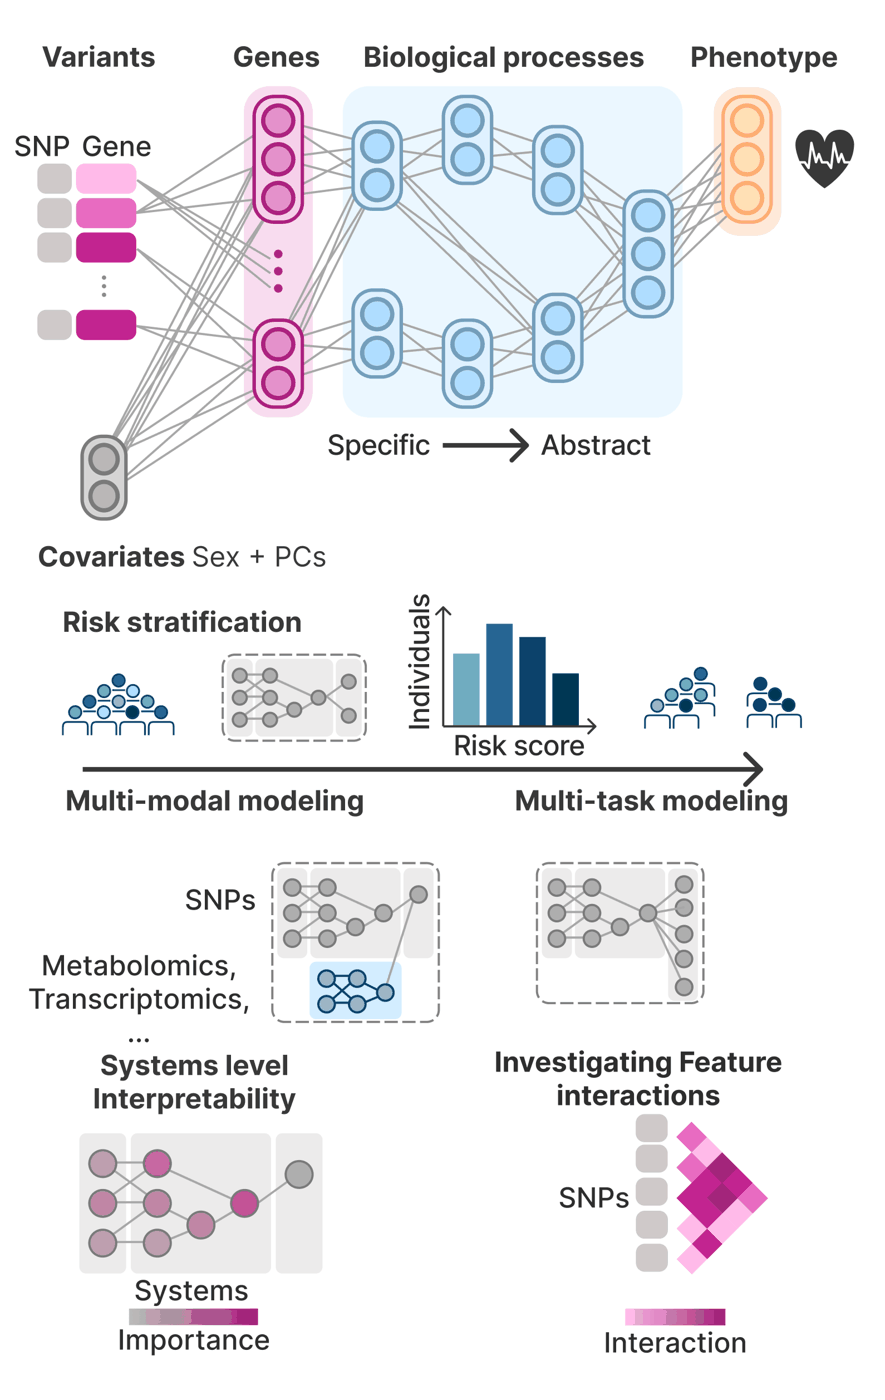 Variants
Genes
Biological processes
Phenotype
SNP Gene
Specific
Abstract
Covariates Sex + PCs
Risk stratification
Individuals
Risk score
Multi-modal modeling
Multi-task modeling
SNPs
Metabolomics,
Transcriptomics,
...
Systems level
Interpretability
Investigating Feature
interactions
SNPs
Systems
Importance
Interaction